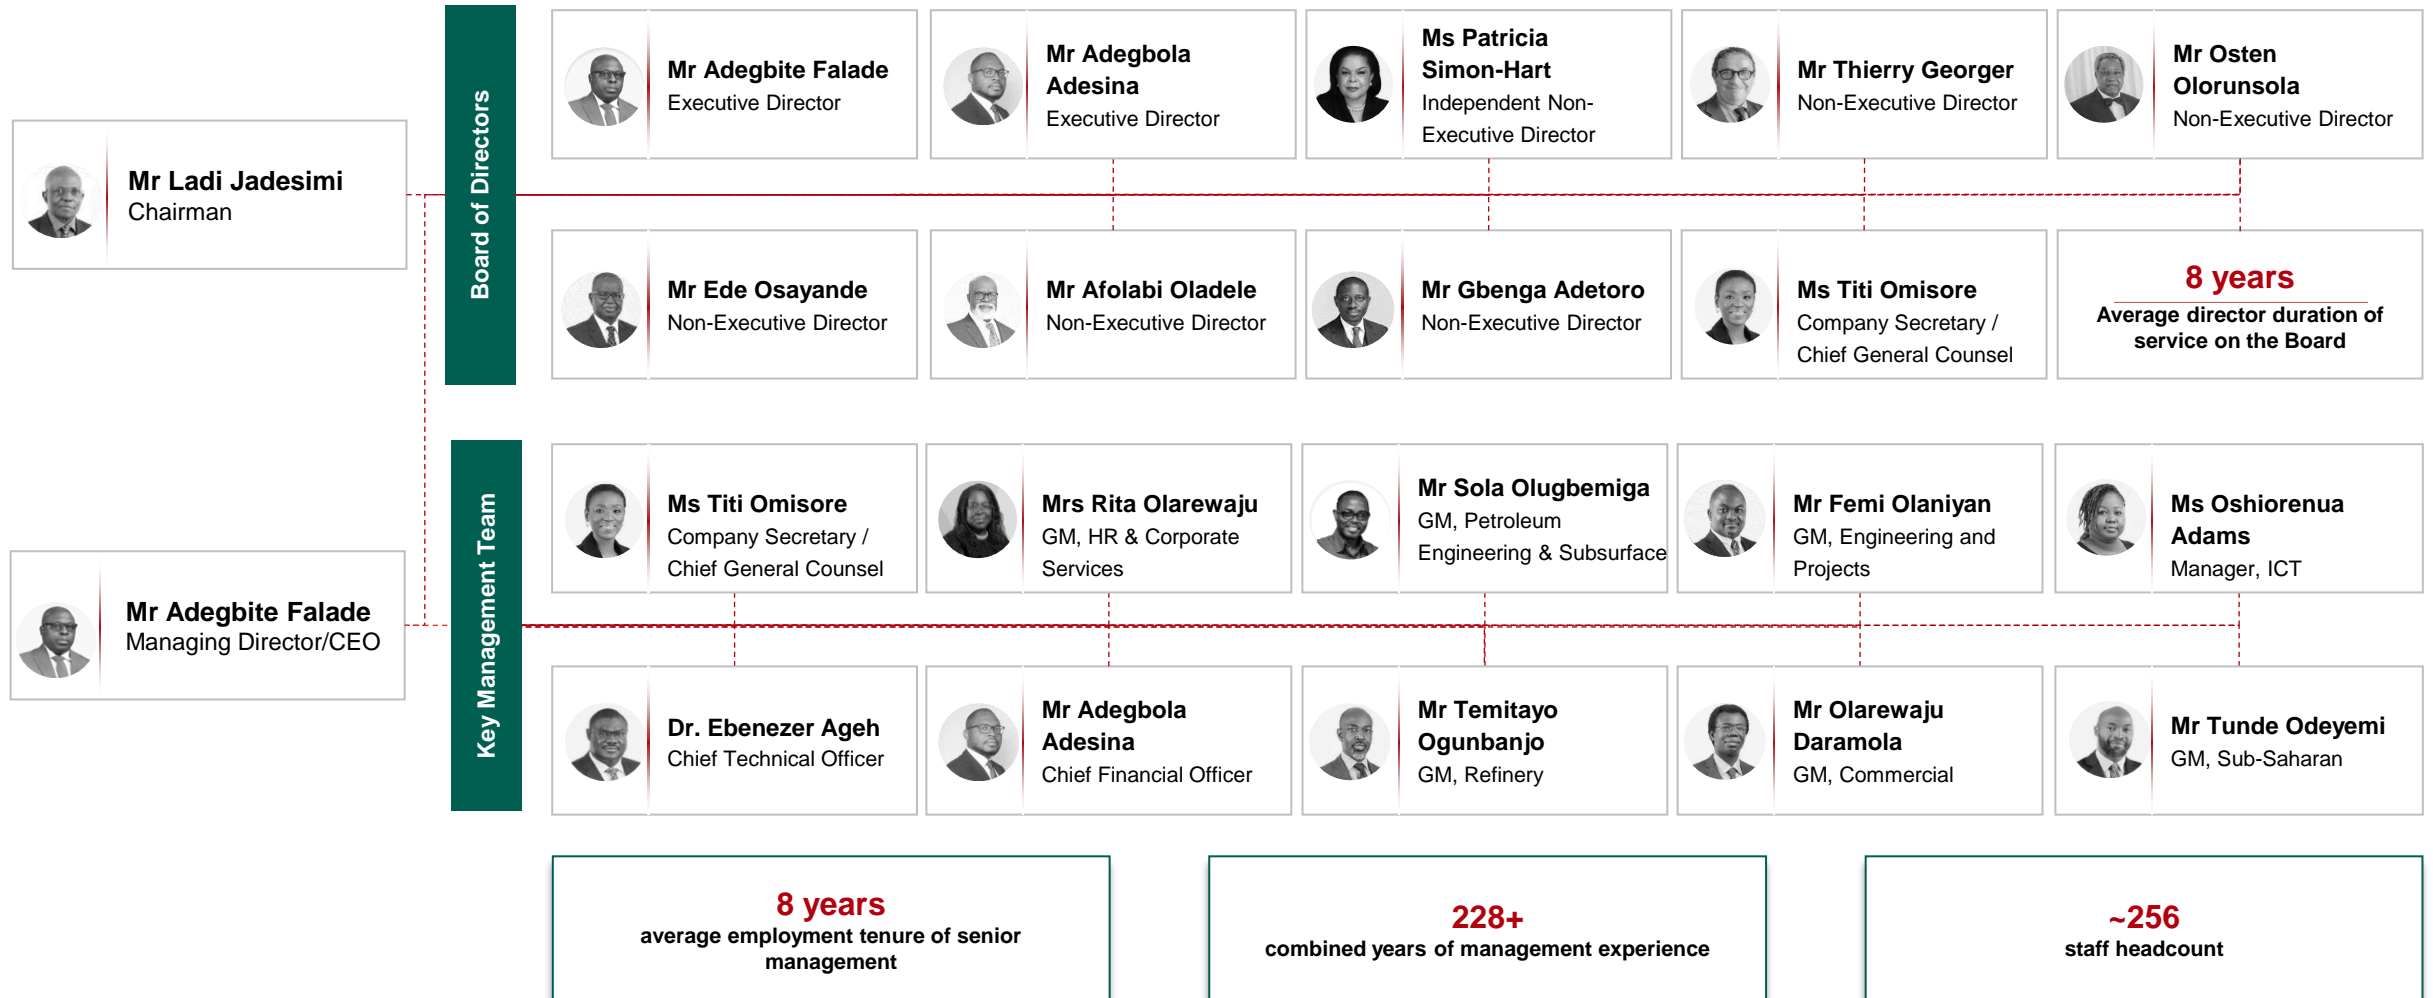 Mr Ladi Jadesimi
Chairman
Board of Directors
Mr Adegbite Falade
Executive Director
Mr Adegbola
Adesina
Executive Director
Ms Patricia
Simon-Hart
Independent Non-
Executive Director
Mr Thierry Georger
Non-Executive Director
Mr Osten
Olorunsola
Non-Executive Director
Mr Ede Osayande
Non-Executive Director
Mr Afolabi Oladele
Non-Executive Director
Mr Gbenga Adetoro
Non-Executive Director
Ms Titi Omisore
Company Secretary /
Chief General Counsel
8 years
Average director duration of
service on the Board
Mr Adegbite Falade
Managing Director/CEO
Key Management Team
Ms Titi Omisore
Company Secretary /
Chief General Counsel
Mrs Rita Olarewaju
GM, HR & Corporate
Services
Mr Sola Olugbemiga
GM, Petroleum
Engineering & Subsurface
Mr Femi Olaniyan
GM, Engineering and
Projects
Ms Oshiorenua
Adams
Manager, ICT
Dr. Ebenezer Ageh
Chief Technical Officer
Mr Adegbola
Adesina
Chief Financial Officer
Mr Temitayo
Ogunbanjo
GM, Refinery
Mr Olarewaju
Daramola
GM, Commercial
Mr Tunde Odeyemi
GM, Sub-Saharan
8 years
average employment tenure of senior
management
228+
combined years of management experience
~256
staff headcount